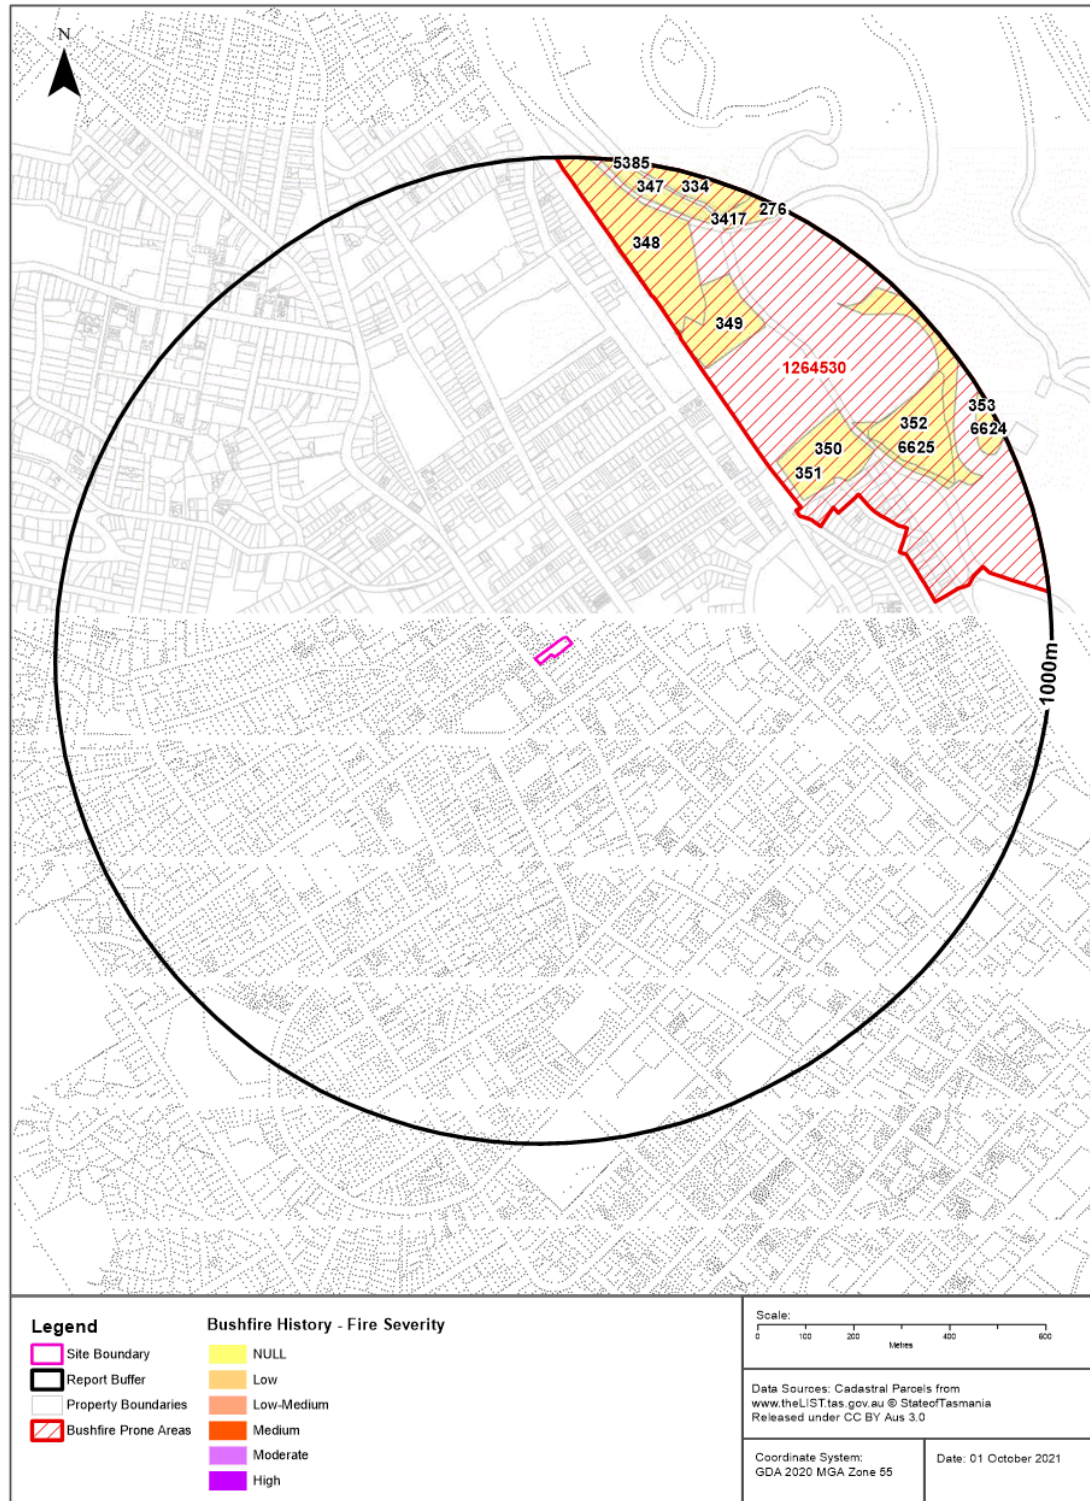 N
5385
347
334
3417
276
348
349
1264530
353
6624
352
6625
350
351
1000m
Legend
Site Boundary
Report Buffer
Property Boundaries
Bushfire Prone Areas
Bushfire History - Fire Severity
NULL
Low
Low-Medium
Medium
Moderate
High
Scale:
0 100 200 400 600
Metres
Data Sources: Cadastral Parcels from
www.theLIST.tas.gov.au © StateofTasmania
Released under CC BY Aus 3.0
Coordinate System:
GDA 2020 MGA Zone 55
Date: 01 October 2021